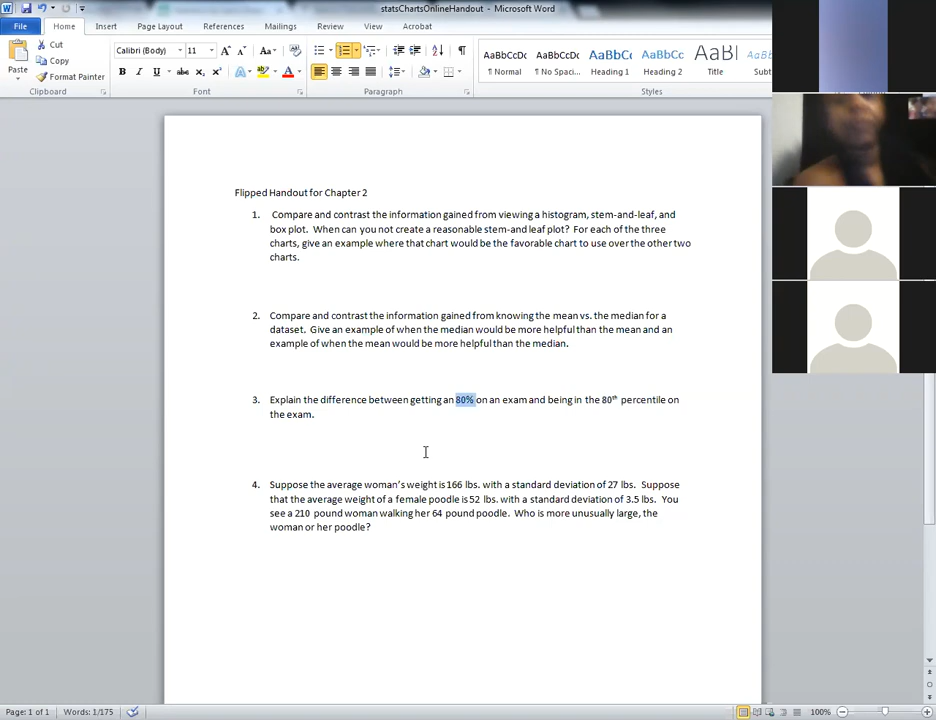 statsChartsOnlineHandout - Microsoft Word
File Home Insert Page Layout References Mailings Review View Acrobat
Cut
Copy
Format Painter
Paste
Calibri (Body) 11
AaBbCcDc AaBbCcDc AaBbC AaBbCc AaBl AaB
¶ Normal ¶ No Spaci... Heading 1 Heading 2 Title Subt
Clipboard Font Paragraph Styles
Flipped Handout for Chapter 2
1. Compare and contrast the information gained from viewing a histogram, stem-and-leaf, and
box plot. When can you not create a reasonable stem-and leaf plot? For each of the three
charts, give an example where that chart would be the favorable chart to use over the other two
charts.
2. Compare and contrast the information gained from knowing the mean vs. the median for a
dataset. Give an example of when the median would be more helpful than the mean and an
example of when the mean would be more helpful than the median.
3. Explain the difference between getting an 80% on an exam and being in the 80th percentile on
the exam.
4. Suppose the average woman's weight is 166 lbs. with a standard deviation of 27 lbs. Suppose
that the average weight of a female poodle is 52 lbs. with a standard deviation of 3.5 lbs. You
see a 210 pound woman walking her 64 pound poodle. Who is more unusually large, the
woman or her poodle?
Page: 1 of 1 Words: 1/175 100%